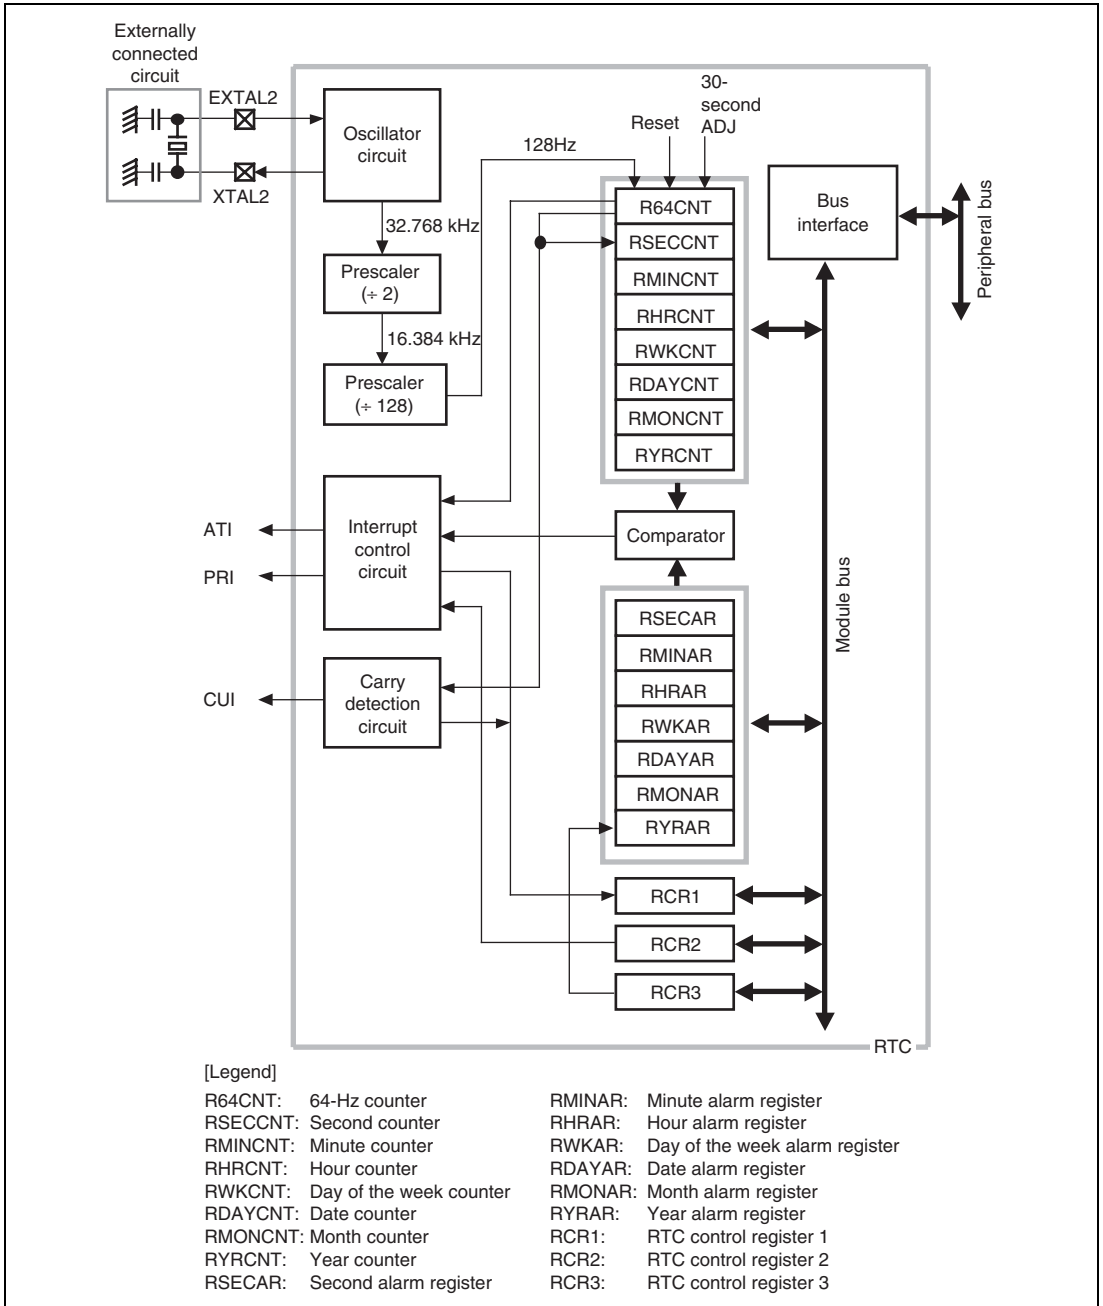 Externally
connected
circuit
EXTAL2
XTAL2
Oscillator
circuit
32.768 kHz
Prescaler
(÷ 2)
16.384 kHz
Prescaler
(÷ 128)
128Hz
Reset
30-
second
ADJ
R64CNT
RSECCNT
RMINCNT
RHRCNT
RWKCNT
RDAYCNT
RMONCNT
RYRCNT
Bus
interface
Peripheral bus
Module bus
ATI
PRI
Interrupt
control
circuit
Comparator
CUI
Carry
detection
circuit
RSECAR
RMINAR
RHRAR
RWKAR
RDAYAR
RMONAR
RYRAR
RCR1
RCR2
RCR3
RTC
[Legend]
R64CNT: 64-Hz counter
RSECCNT: Second counter
RMINCNT: Minute counter
RHRCNT: Hour counter
RWKCNT: Day of the week counter
RDAYCNT: Date counter
RMONCNT: Month counter
RYRCNT: Year counter
RSECAR: Second alarm register
RMINAR: Minute alarm register
RHRAR: Hour alarm register
RWKAR: Day of the week alarm register
RDAYAR: Date alarm register
RMONAR: Month alarm register
RYRAR: Year alarm register
RCR1: RTC control register 1
RCR2: RTC control register 2
RCR3: RTC control register 3